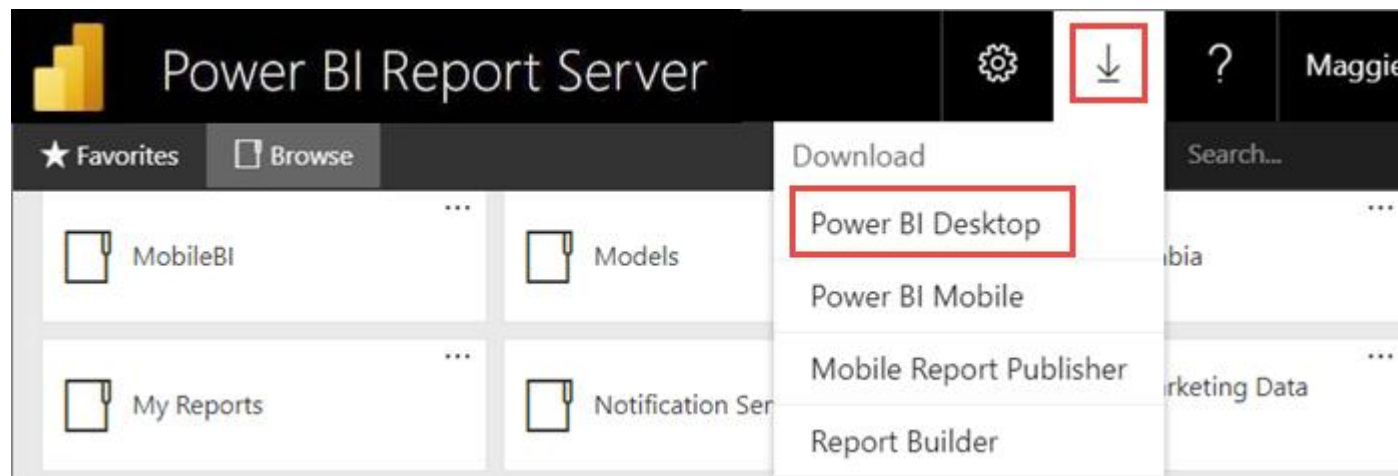 Power BI Report Server
?
Maggie
★ Favorites
Browse
Search...
Download
Power BI Desktop
Power BI Mobile
Mobile Report Publisher
Report Builder
...
MobileBI
Models
...
bia
...
My Reports
Notification Ser
...
rketing Data